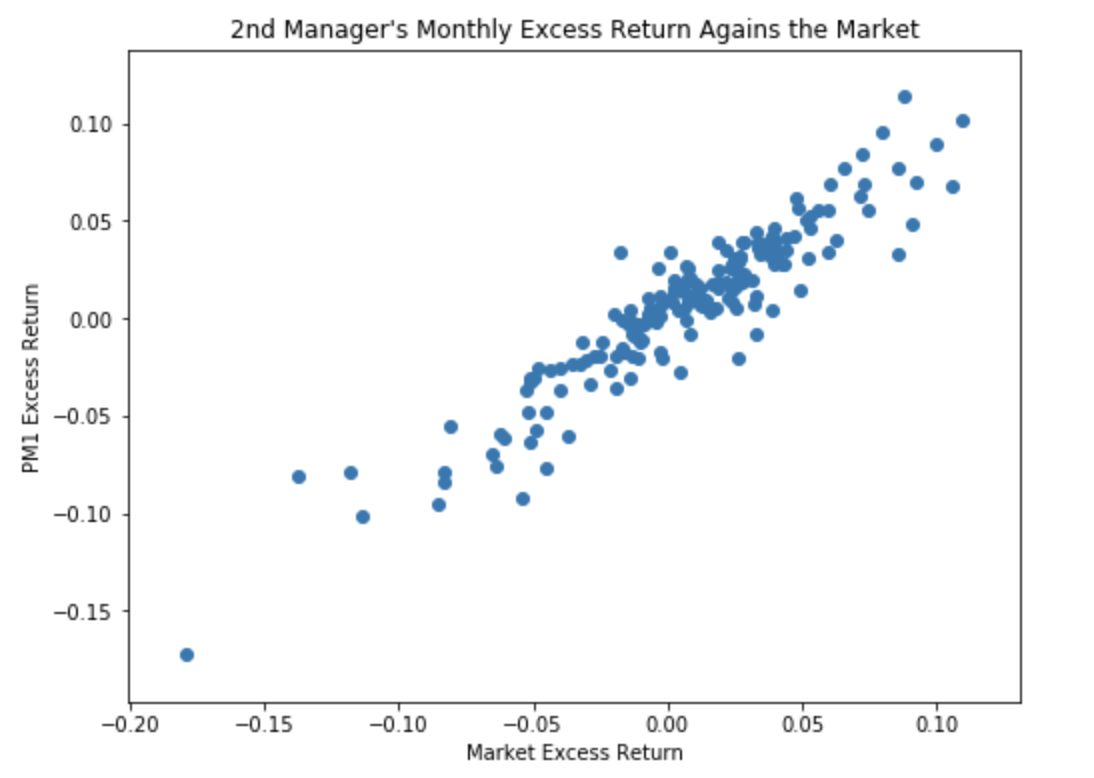 2nd Manager's Monthly Excess Return Agains the Market
PM1 Excess Return
0.10
0.05
0.00
−0.05
−0.10
−0.15
−0.20 −0.15 −0.10 −0.05 0.00 0.05 0.10
Market Excess Return